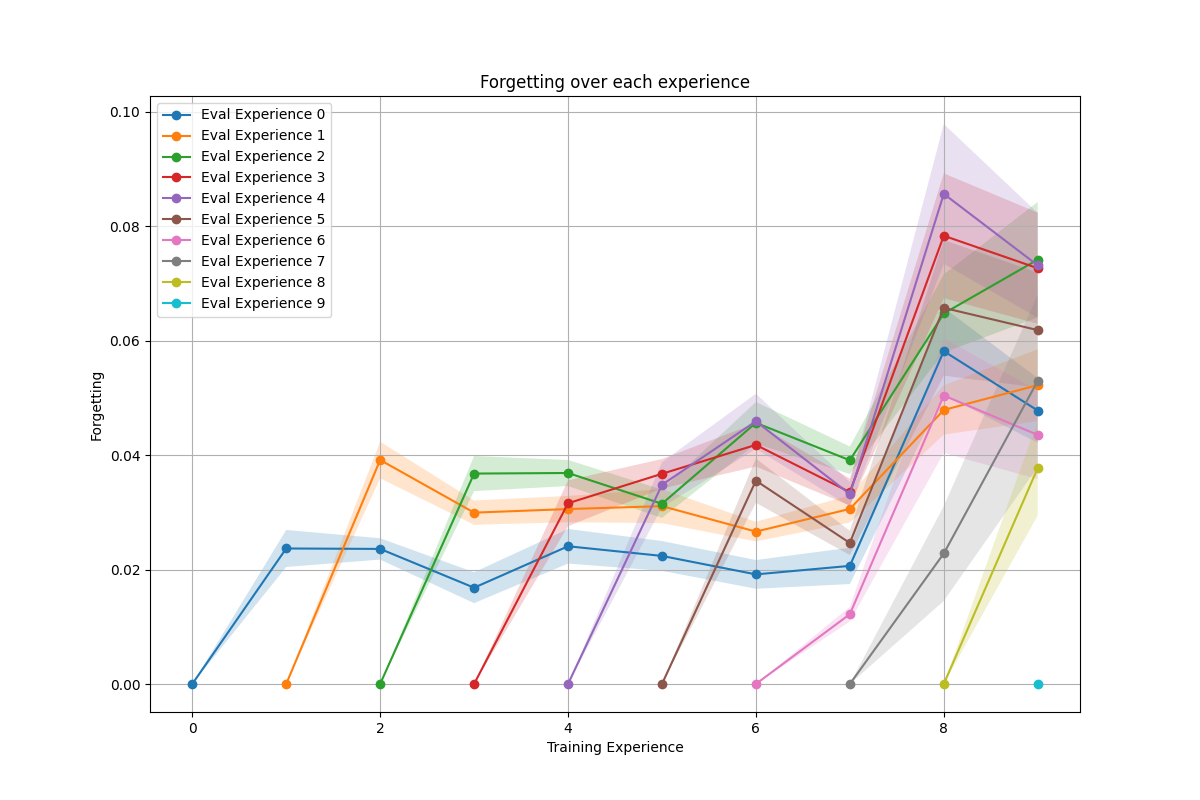 Forgetting over each experience
Eval Experience 0
Eval Experience 1
Eval Experience 2
Eval Experience 3
Eval Experience 4
Eval Experience 5
Eval Experience 6
Eval Experience 7
Eval Experience 8
Eval Experience 9
Forgetting
0.10
0.08
0.06
0.04
0.02
0.00
0 2 4 6 8
Training Experience